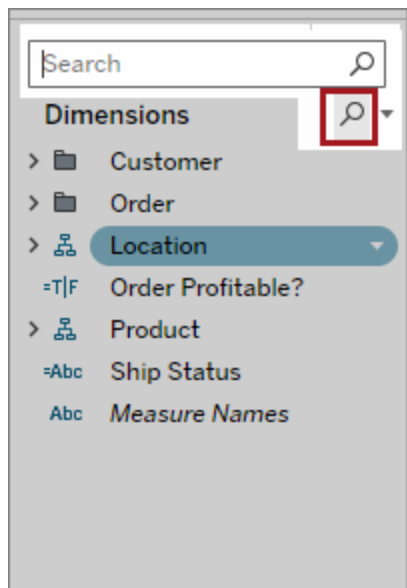 Search
Dimensions
Customer
Order
Location
=T|F Order Profitable?
Product
=Abc Ship Status
Abc Measure Names